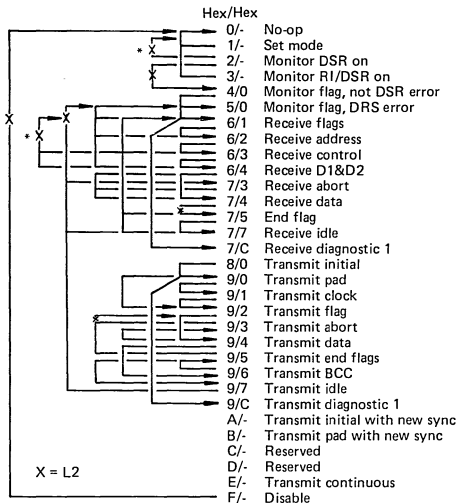 Hex/Hex
0/- No-op
1/- Set mode
* X
2/- Monitor DSR on
X
3/- Monitor RI/DSR on
4/0 Monitor flag, not DSR error
5/0 Monitor flag, DRS error
X X 6/1 Receive flags
* X
6/2 Receive address
6/3 Receive control
6/4 Receive D1&D2
7/3 Receive abort
7/4 Receive data
X
7/5 End flag
7/7 Receive idle
7/C Receive diagnostic 1
8/0 Transmit initial
9/0 Transmit pad
9/1 Transmit clock
X 9/2 Transmit flag
9/3 Transmit abort
9/4 Transmit data
9/5 Transmit end flags
9/6 Transmit BCC
9/7 Transmit idle
9/C Transmit diagnostic 1
A/- Transmit initial with new sync
B/- Transmit pad with new sync
C/- Reserved
D/- Reserved
X = L2
E/- Transmit continuous
F/- Disable